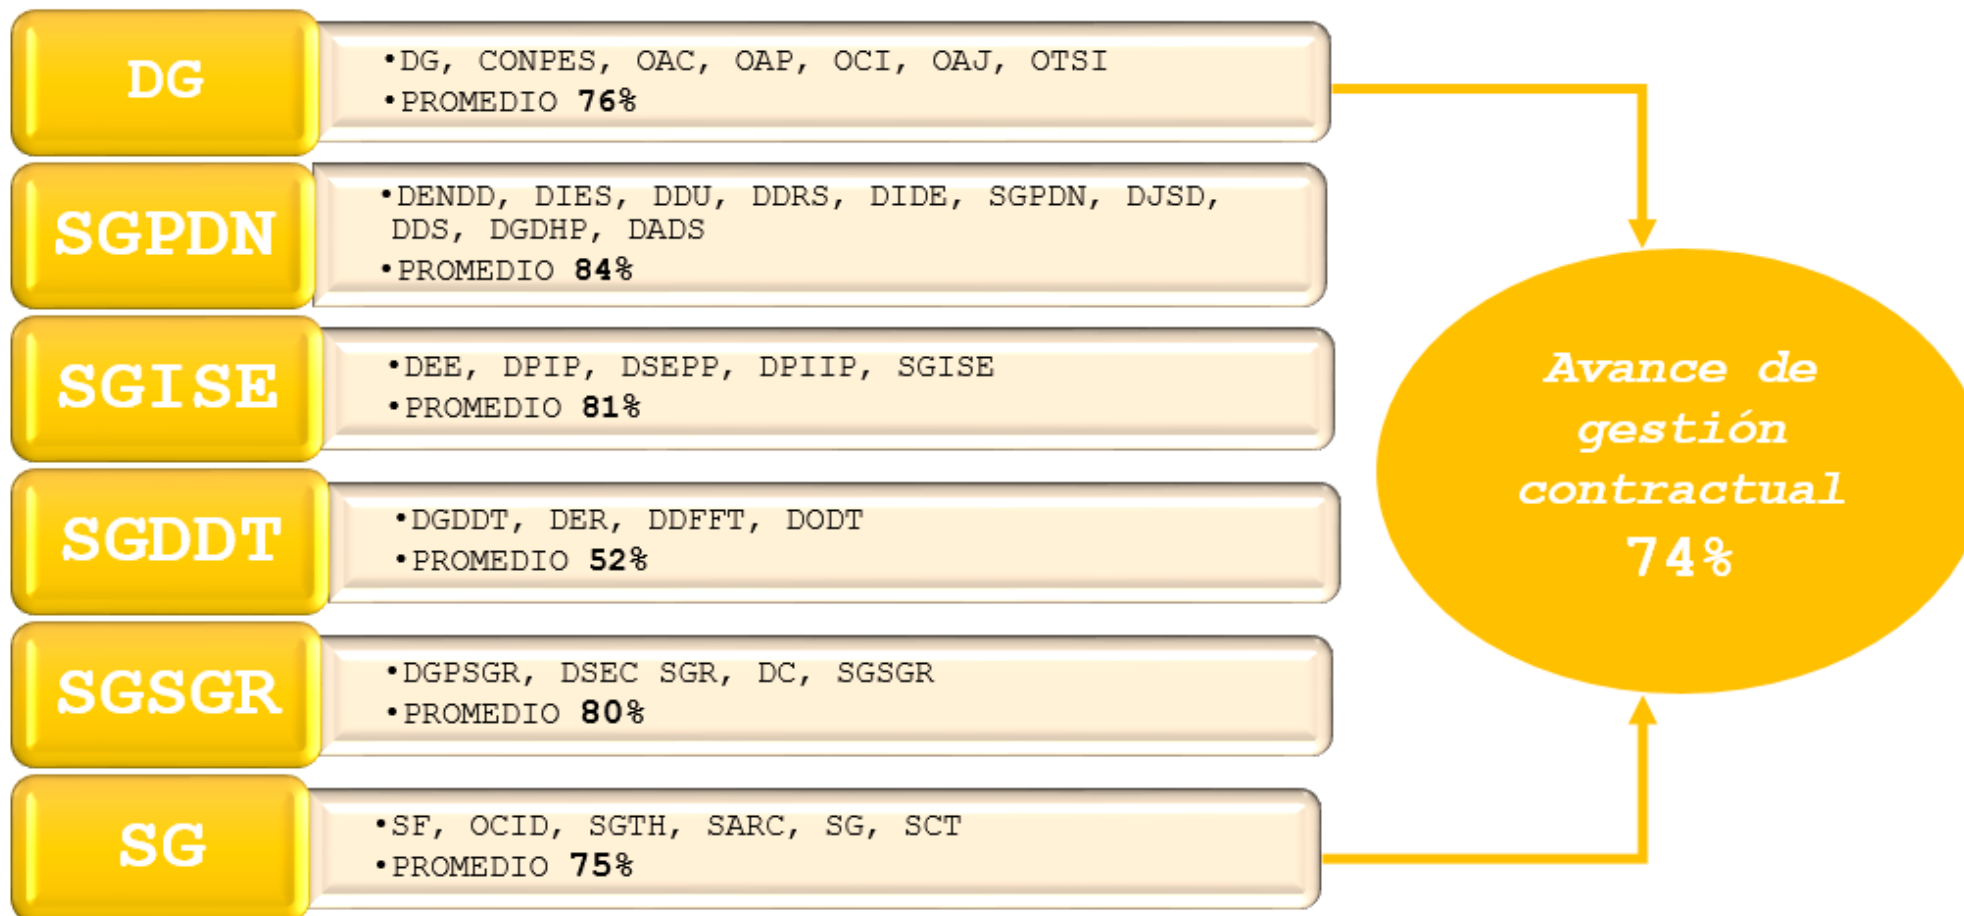 DG
•DG, CONPES, OAC, OAP, OCI, OAJ, OTSI
•PROMEDIO 76%
SGPDN
•DENDD, DIES, DDU, DDRS, DIDE, SGPDN, DJSD,
DDS, DGDHP, DADS
•PROMEDIO 84%
SGISE
•DEE, DPIP, DSEPP, DPIIP, SGISE
•PROMEDIO 81%
SGDDT
•DGDDT, DER, DDFFT, DODT
•PROMEDIO 52%
SGSGR
•DGPSGR, DSEC SGR, DC, SGSGR
•PROMEDIO 80%
SG
•SF, OCID, SGTH, SARC, SG, SCT
•PROMEDIO 75%
Avance de
gestión
contractual
74%